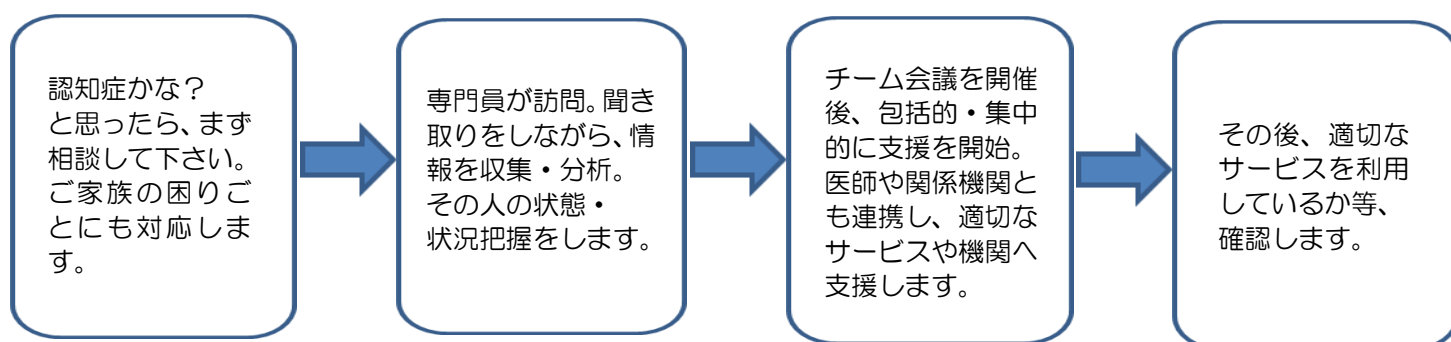 認知症かな？
と思ったら、まず
相談して下さい。
ご家族の困りご
とにも対応しま
す。
専門員が訪問。聞き
取りをしながら、情
報を収集・分析。
その人の状態・
状況把握をします。
チーム会議を開催
後、包括的・集中
的に支援を開始。
医師や関係機関と
も連携し、適切な
サービスや機関へ
支援します。
その後、適切な
サービスを利用
しているか等、
確認します。